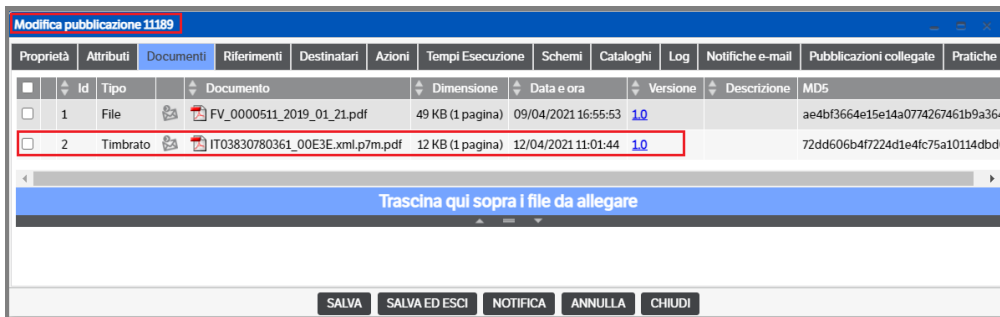 Modifica pubblicazione 11189
Proprietà Attributi Documenti Riferimenti Destinatari Azioni Tempi Esecuzione Schemi Cataloghi Log Notifiche e-mail Pubblicazioni collegate Pratiche
Id Tipo Documento Dimensione Data e ora Versione Descrizione MD5
1 File FV_0000511_2019_01_21.pdf 49 KB (1 pagina) 09/04/2021 16:55:53 1.0 ae4bf3664e15e14a0774267461b9a364
2 Timbrato IT03830780361_00E3E.xml.p7m.pdf 12 KB (1 pagina) 12/04/2021 11:01:44 1.0 72dd606b4f7224d1e4fc75a10114dbd
Trascina qui sopra i file da allegare
SALVA SALVA ED ESCI NOTIFICA ANNULLA CHIUDI